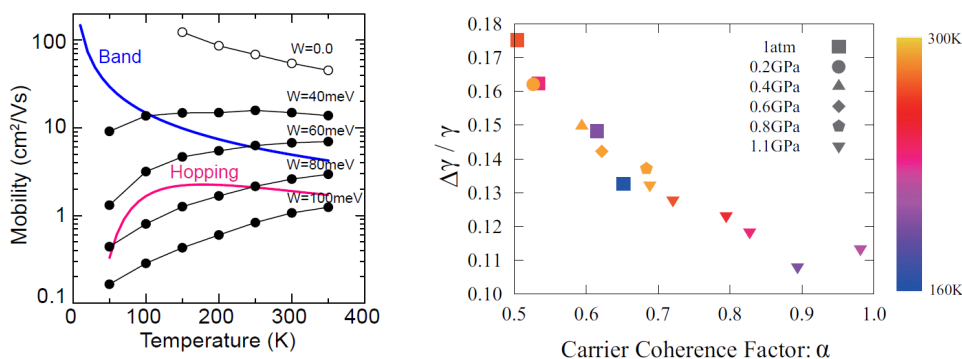 100
10
1
0.1
Mobility (cm²/Vs)
Band
Hopping
W=0.0
W=40meV
W=60meV
W=80meV
W=100meV
0 100 200 300 400
Temperature (K)
0.18
0.17
0.16
0.15
0.14
0.13
0.12
0.11
0.10
Δγ / γ
1atm
0.2GPa
0.4GPa
0.6GPa
0.8GPa
1.1GPa
0.5 0.6 0.7 0.8 0.9 1.0
Carrier Coherence Factor: α
300K
160K